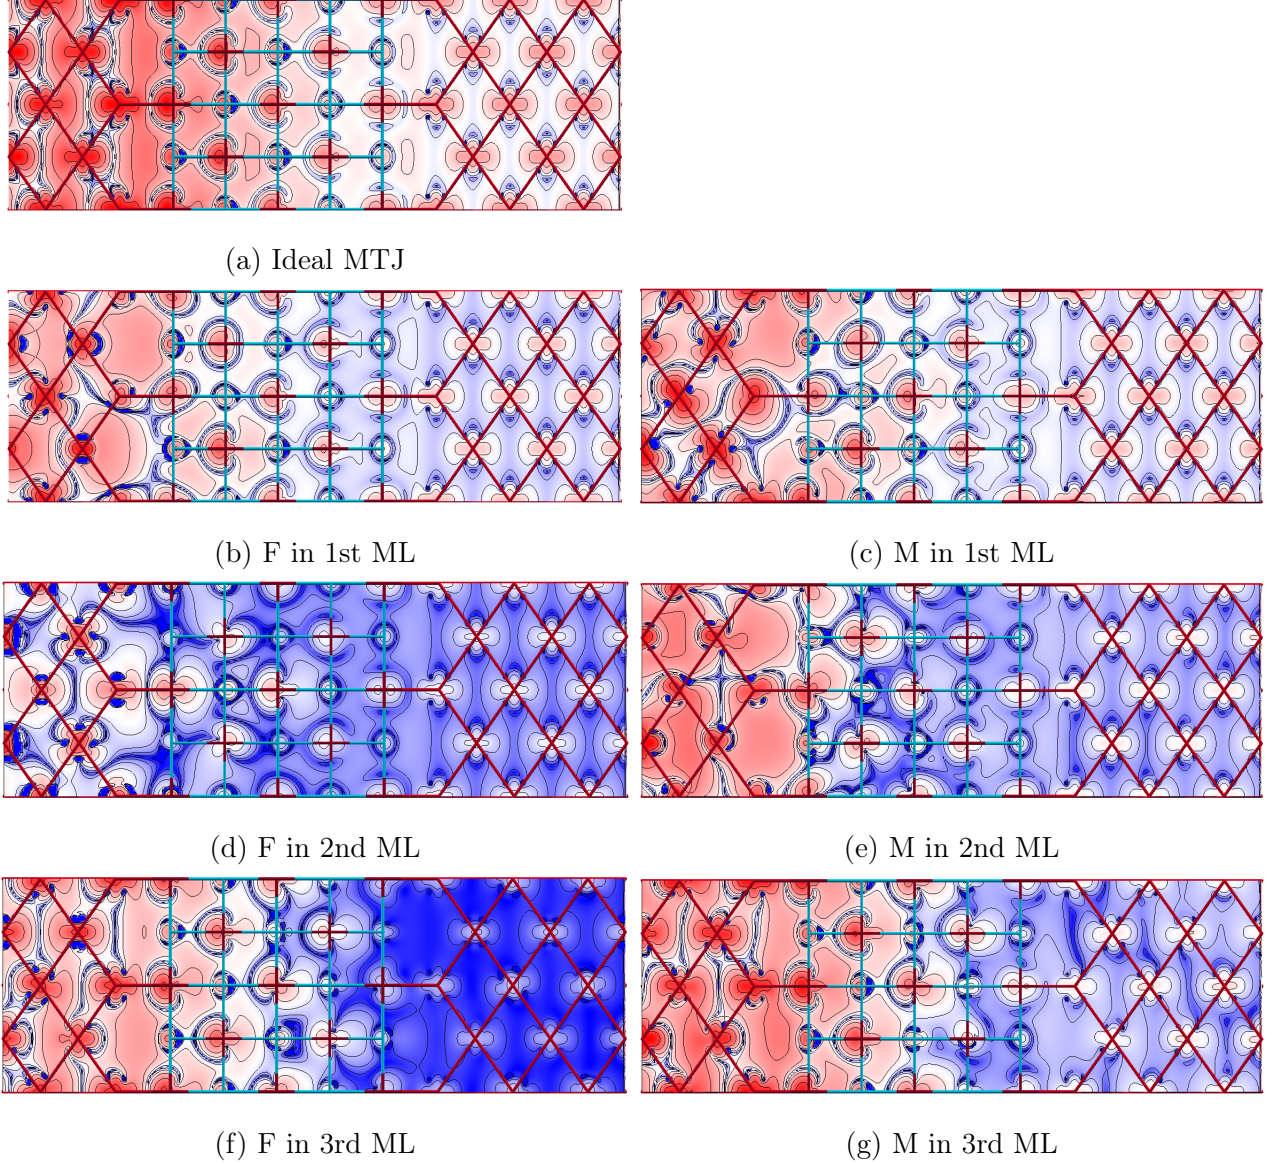 (a) Ideal MTJ
(b) F in 1st ML
(c) M in 1st ML
(d) F in 2nd ML
(e) M in 2nd ML
(f) F in 3rd ML
(g) M in 3rd ML